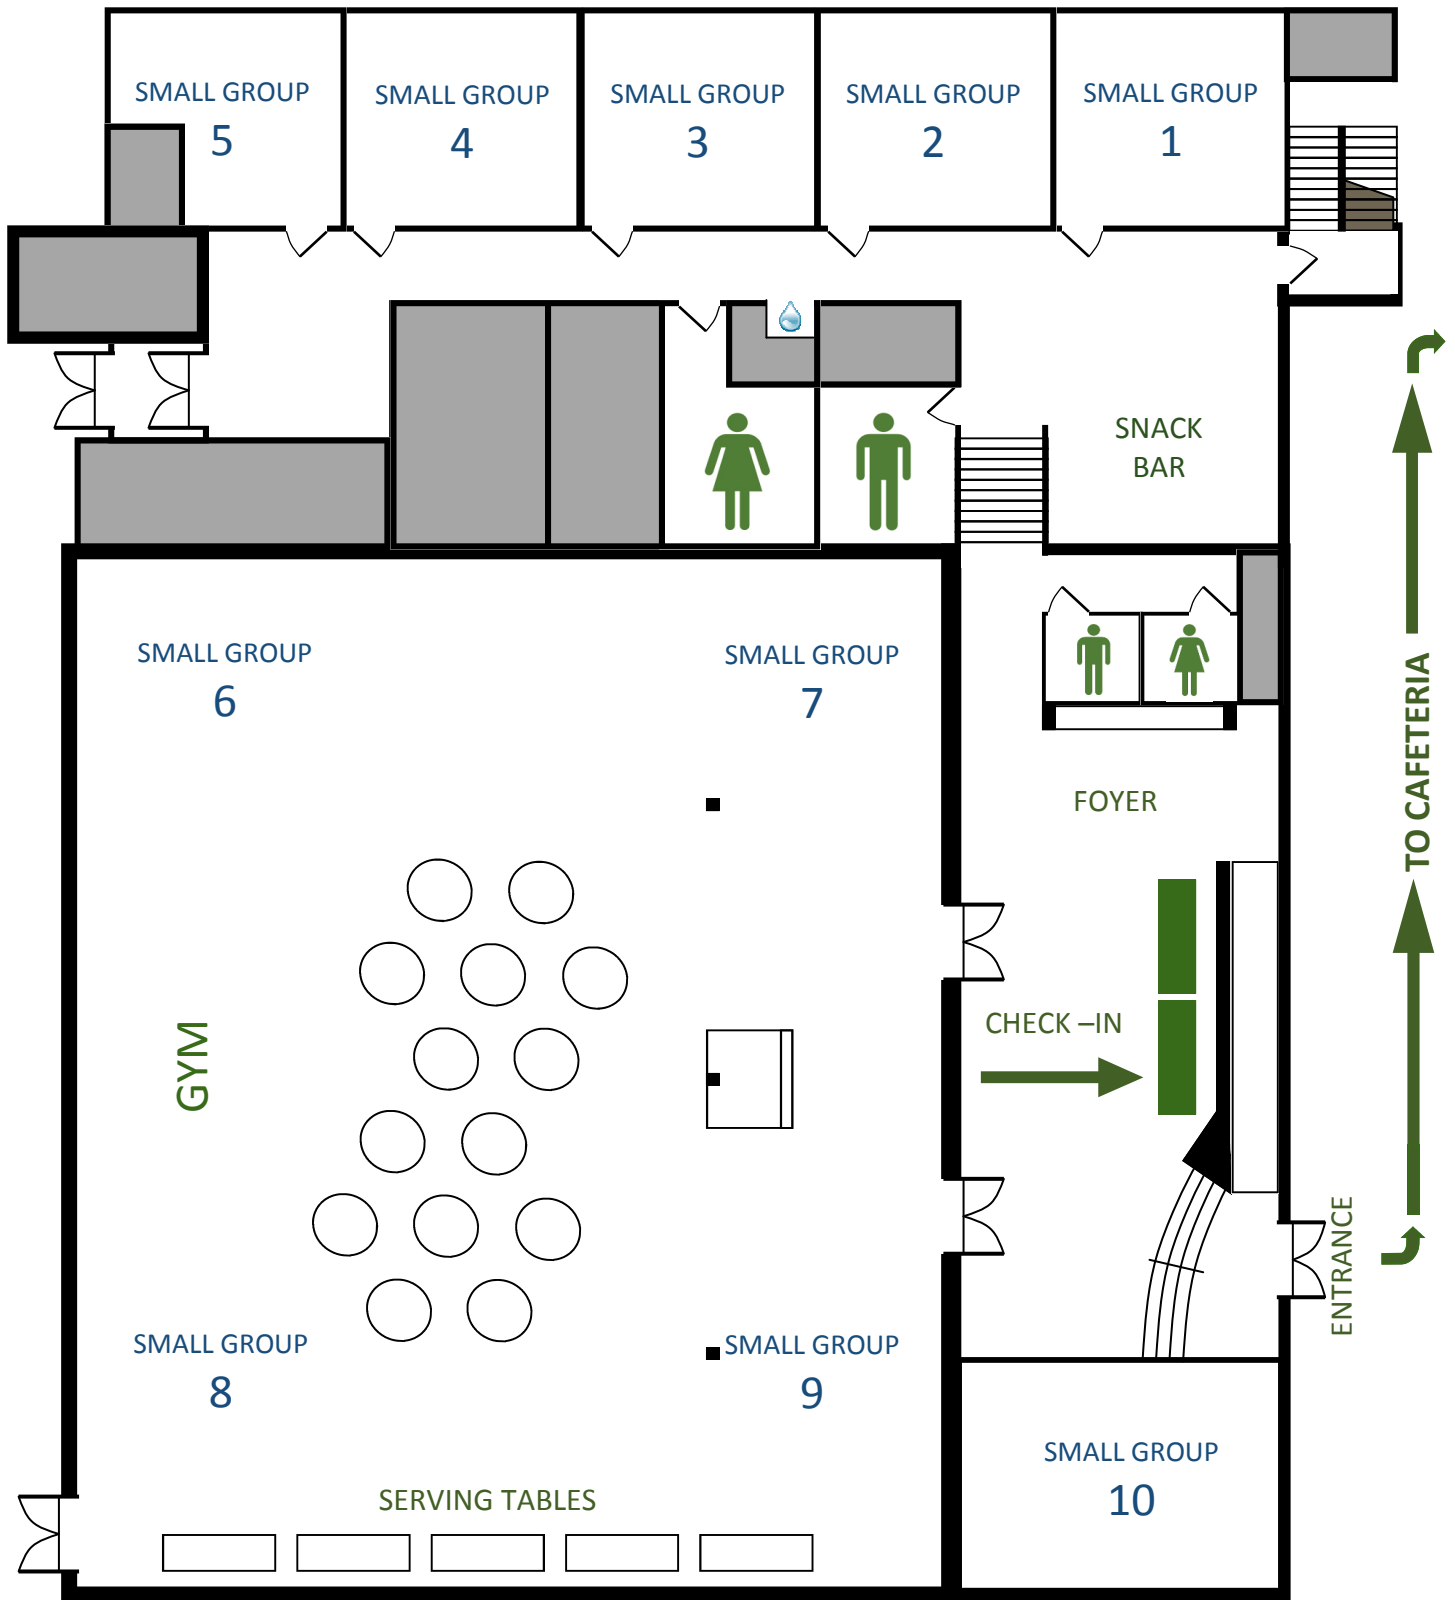 SMALL GROUP
5
SMALL GROUP
4
SMALL GROUP
3
SMALL GROUP
2
SMALL GROUP
1
SNACK
BAR
SMALL GROUP
6
SMALL GROUP
7
FOYER
TO CAFETERIA
GYM
CHECK –IN
ENTRANCE
SMALL GROUP
8
SMALL GROUP
9
SMALL GROUP
10
SERVING TABLES